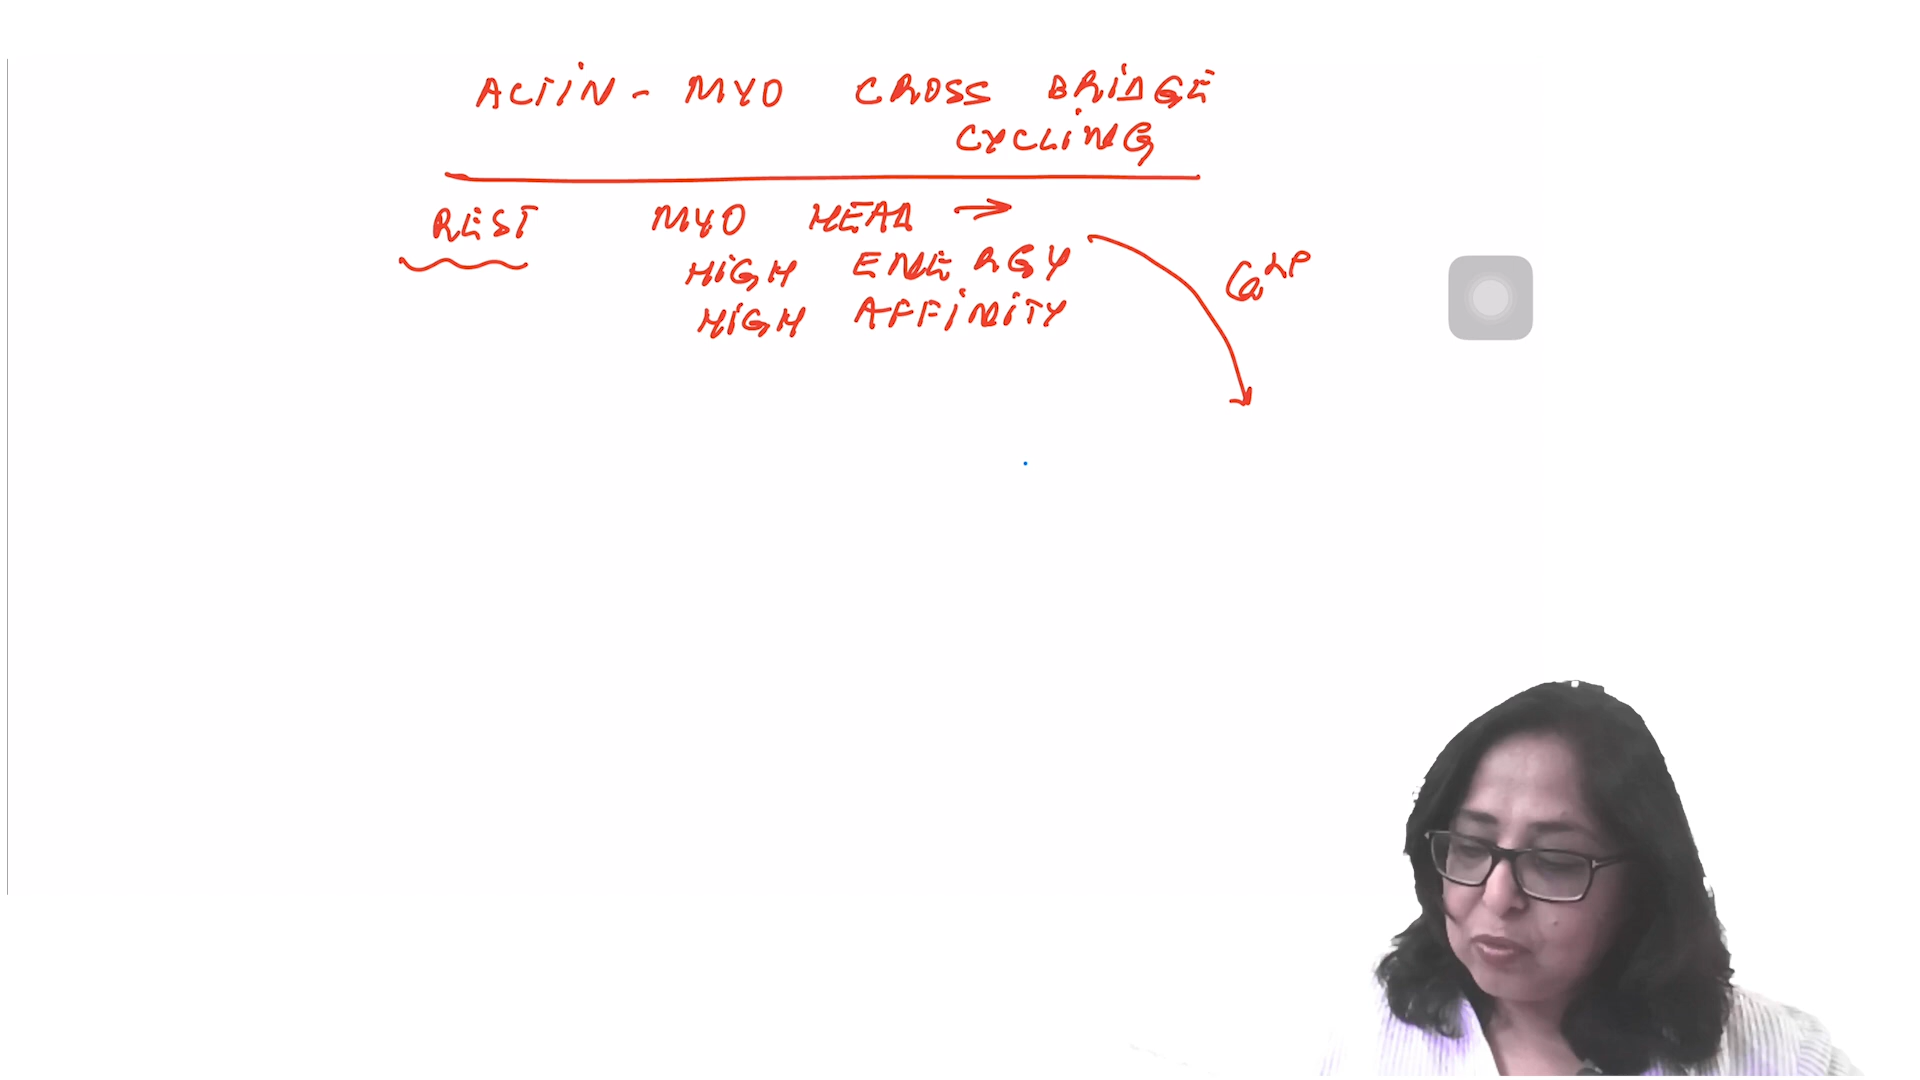 ACTIN - MYO CROSS BRIDGE
CYCLING
REST MYO HEAD →
HIGH ENERGY
HIGH AFFINITY
Ca2+